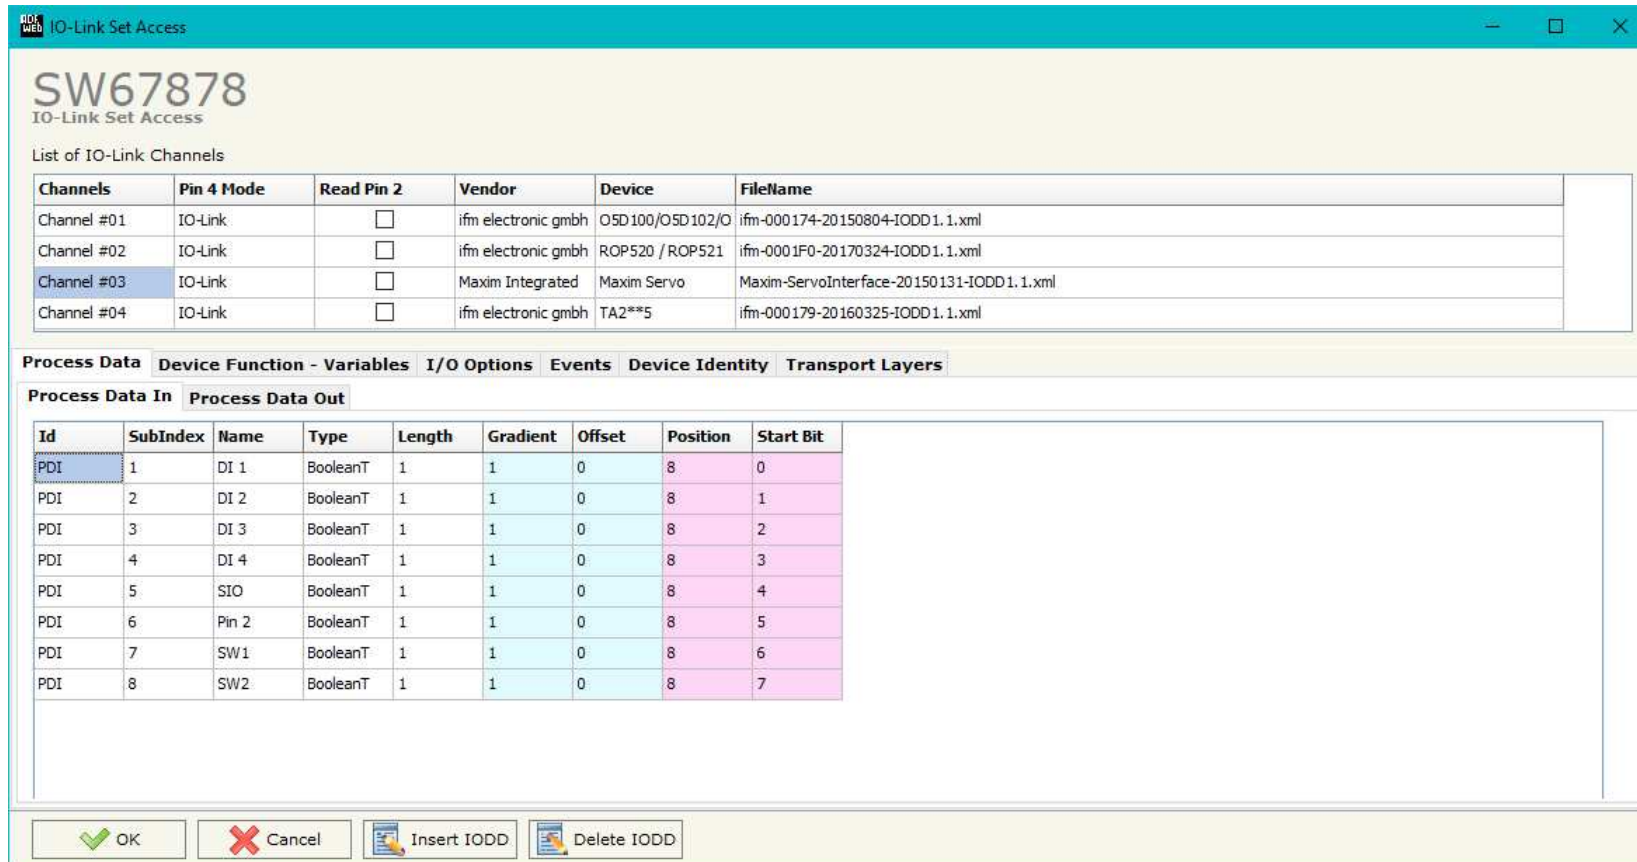 ADF WEB IO-Link Set Access
SW67878
IO-Link Set Access
List of IO-Link Channels
Channels Pin 4 Mode Read Pin 2 Vendor Device FileName
Channel #01 IO-Link ifm electronic gmbh O5D100/O5D102/O ifm-000174-20150804-IODD1.1.xml
Channel #02 IO-Link ifm electronic gmbh ROP520 / ROP521 ifm-0001F0-20170324-IODD1.1.xml
Channel #03 IO-Link Maxim Integrated Maxim Servo Maxim-ServoInterface-20150131-IODD1.1.xml
Channel #04 IO-Link ifm electronic gmbh TA2**5 ifm-000179-20160325-IODD1.1.xml
Process Data Device Function - Variables I/O Options Events Device Identity Transport Layers
Process Data In Process Data Out
Id SubIndex Name Type Length Gradient Offset Position Start Bit
PDI 1 DI 1 BooleanT 1 1 0 8 0
PDI 2 DI 2 BooleanT 1 1 0 8 1
PDI 3 DI 3 BooleanT 1 1 0 8 2
PDI 4 DI 4 BooleanT 1 1 0 8 3
PDI 5 SIO BooleanT 1 1 0 8 4
PDI 6 Pin 2 BooleanT 1 1 0 8 5
PDI 7 SW1 BooleanT 1 1 0 8 6
PDI 8 SW2 BooleanT 1 1 0 8 7
OK Cancel Insert IODD Delete IODD